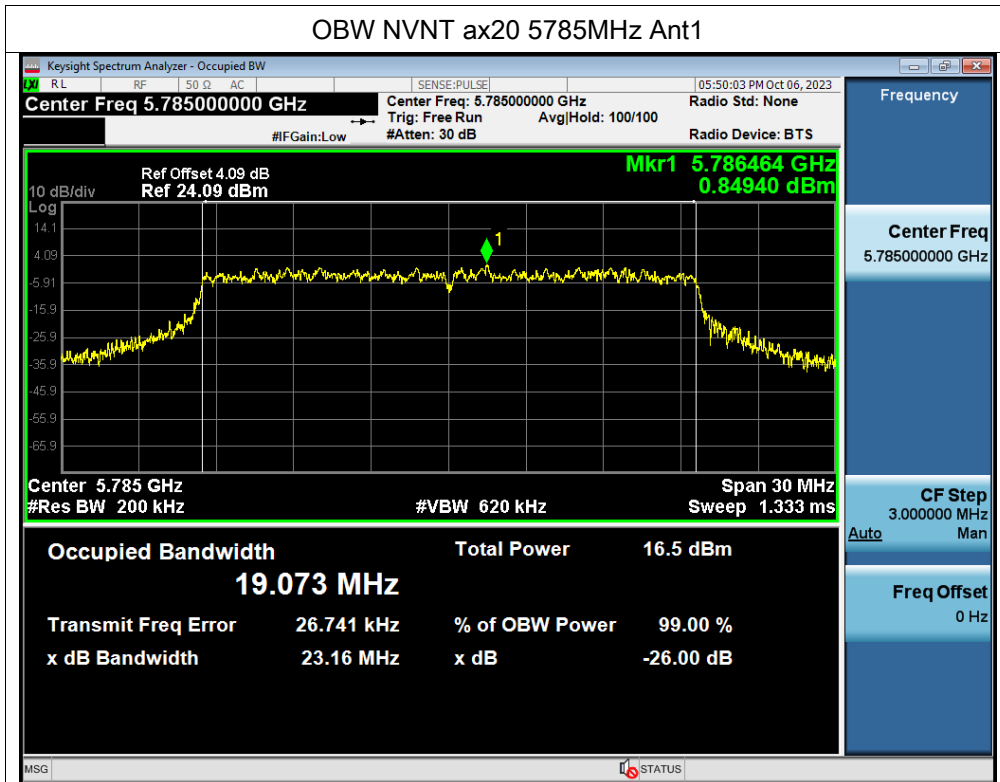 OBW NVNT ax20 5785MHz Ant1
Keysight Spectrum Analyzer - Occupied BW
LXI RL RF 50 Ω AC SENSE:PULSE 05:50:03 PM Oct 06, 2023
Center Freq 5.785000000 GHz
Center Freq: 5.785000000 GHz
Radio Std: None
Trig: Free Run Avg|Hold: 100/100
#IFGain:Low
#Atten: 30 dB
Radio Device: BTS
Mkr1 5.786464 GHz
0.84940 dBm
Ref Offset 4.09 dB
10 dB/div Ref 24.09 dBm
Log
14.1
4.09
-5.91
-15.9
-25.9
-35.9
-45.9
-55.9
-65.9
1
Center 5.785 GHz Span 30 MHz
#Res BW 200 kHz #VBW 620 kHz Sweep 1.333 ms
Occupied Bandwidth Total Power 16.5 dBm
19.073 MHz
Transmit Freq Error 26.741 kHz % of OBW Power 99.00 %
x dB Bandwidth 23.16 MHz x dB -26.00 dB
Frequency
Center Freq
5.785000000 GHz
CF Step
3.000000 MHz
Auto Man
Freq Offset
0 Hz
MSG STATUS